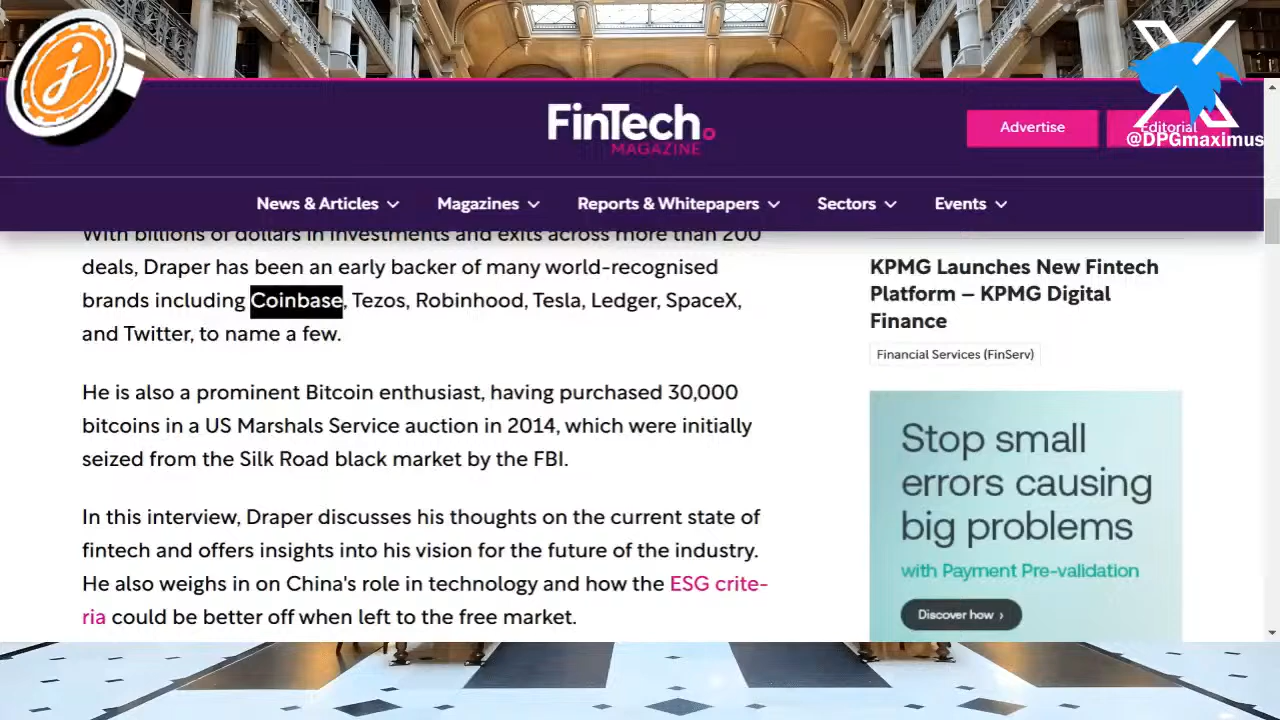 FinTech
MAGAZINE
Advertise
Editorial
@DPGmaximus
News & Articles
Magazines
Reports & Whitepapers
Sectors
Events
With billions of dollars in investments and exits across more than 200
deals, Draper has been an early backer of many world-recognised
brands including Coinbase, Tezos, Robinhood, Tesla, Ledger, SpaceX,
and Twitter, to name a few.
He is also a prominent Bitcoin enthusiast, having purchased 30,000
bitcoins in a US Marshals Service auction in 2014, which were initially
seized from the Silk Road black market by the FBI.
In this interview, Draper discusses his thoughts on the current state of
fintech and offers insights into his vision for the future of the industry.
He also weighs in on China's role in technology and how the ESG crite-
ria could be better off when left to the free market.
KPMG Launches New Fintech
Platform – KPMG Digital
Finance
Financial Services (FinServ)
Stop small
errors causing
big problems
with Payment Pre-validation
Discover how ›